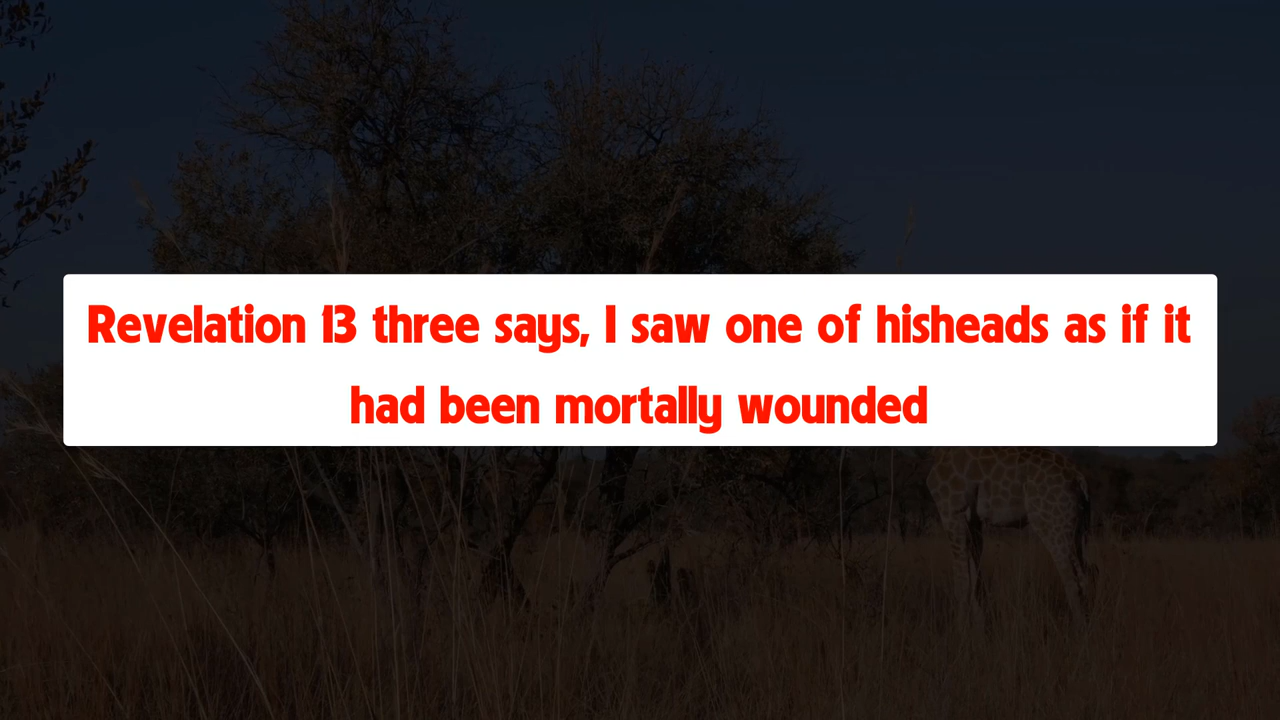 Revelation 13 three says, I saw one of hisheads as if it
had been mortally wounded